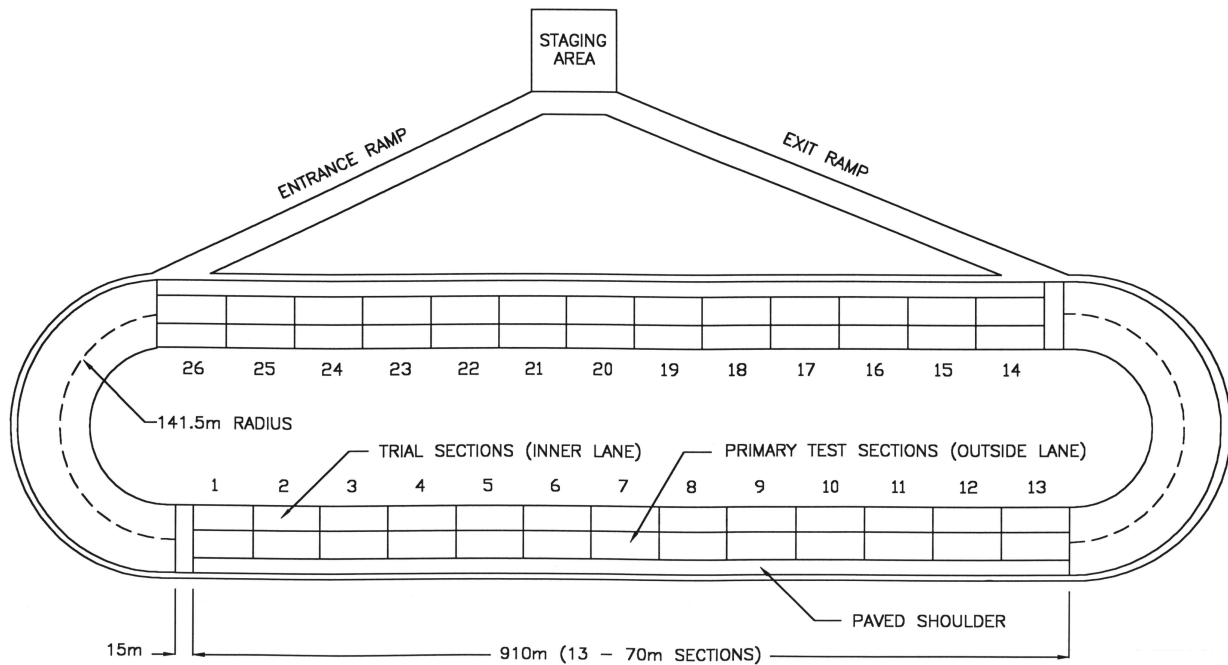 STAGING
AREA
ENTRANCE RAMP
EXIT RAMP
26 25 24 23 22 21 20 19 18 17 16 15 14
141.5m RADIUS
TRIAL SECTIONS (INNER LANE)
PRIMARY TEST SECTIONS (OUTSIDE LANE)
1 2 3 4 5 6 7 8 9 10 11 12 13
PAVED SHOULDER
15m
910m (13 - 70m SECTIONS)